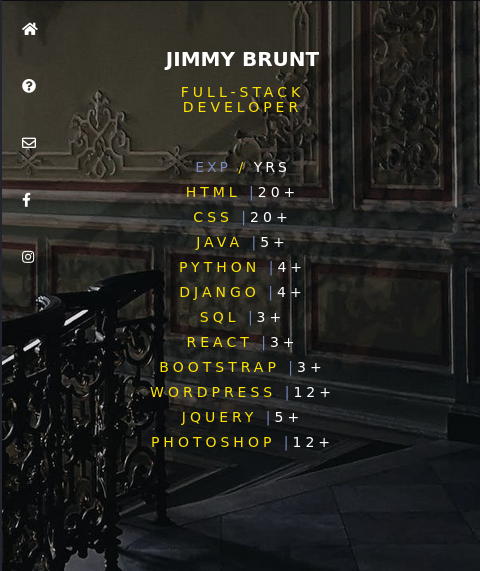 JIMMY BRUNT
FULL-STACK
DEVELOPER
EXP / YRS
HTML |20+
CSS |20+
JAVA |5+
PYTHON |4+
DJANGO |4+
SQL |3+
REACT |3+
BOOTSTRAP |3+
WORDPRESS |12+
JQUERY |5+
PHOTOSHOP |12+